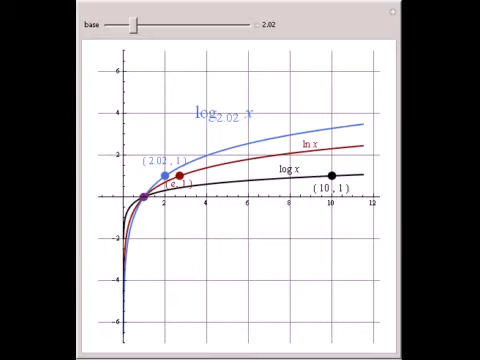 base 2.02
6
4
log2.02 x
ln x
2
(2.02, 1)
(e, 1)
log x
(10, 1)
2 4 6 8 10 12
-2
-4
-6